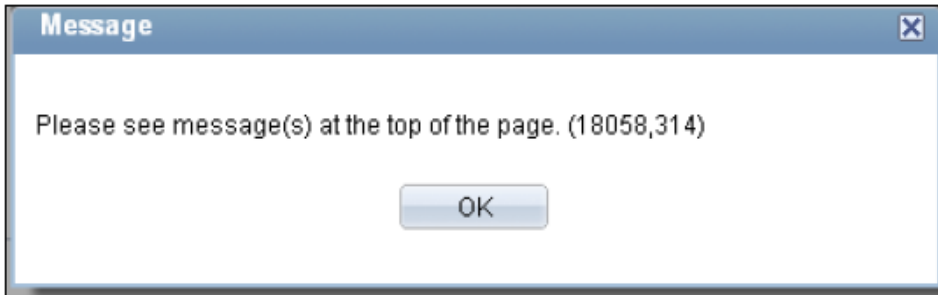 Message
Please see message(s) at the top of the page. (18058,314)
OK